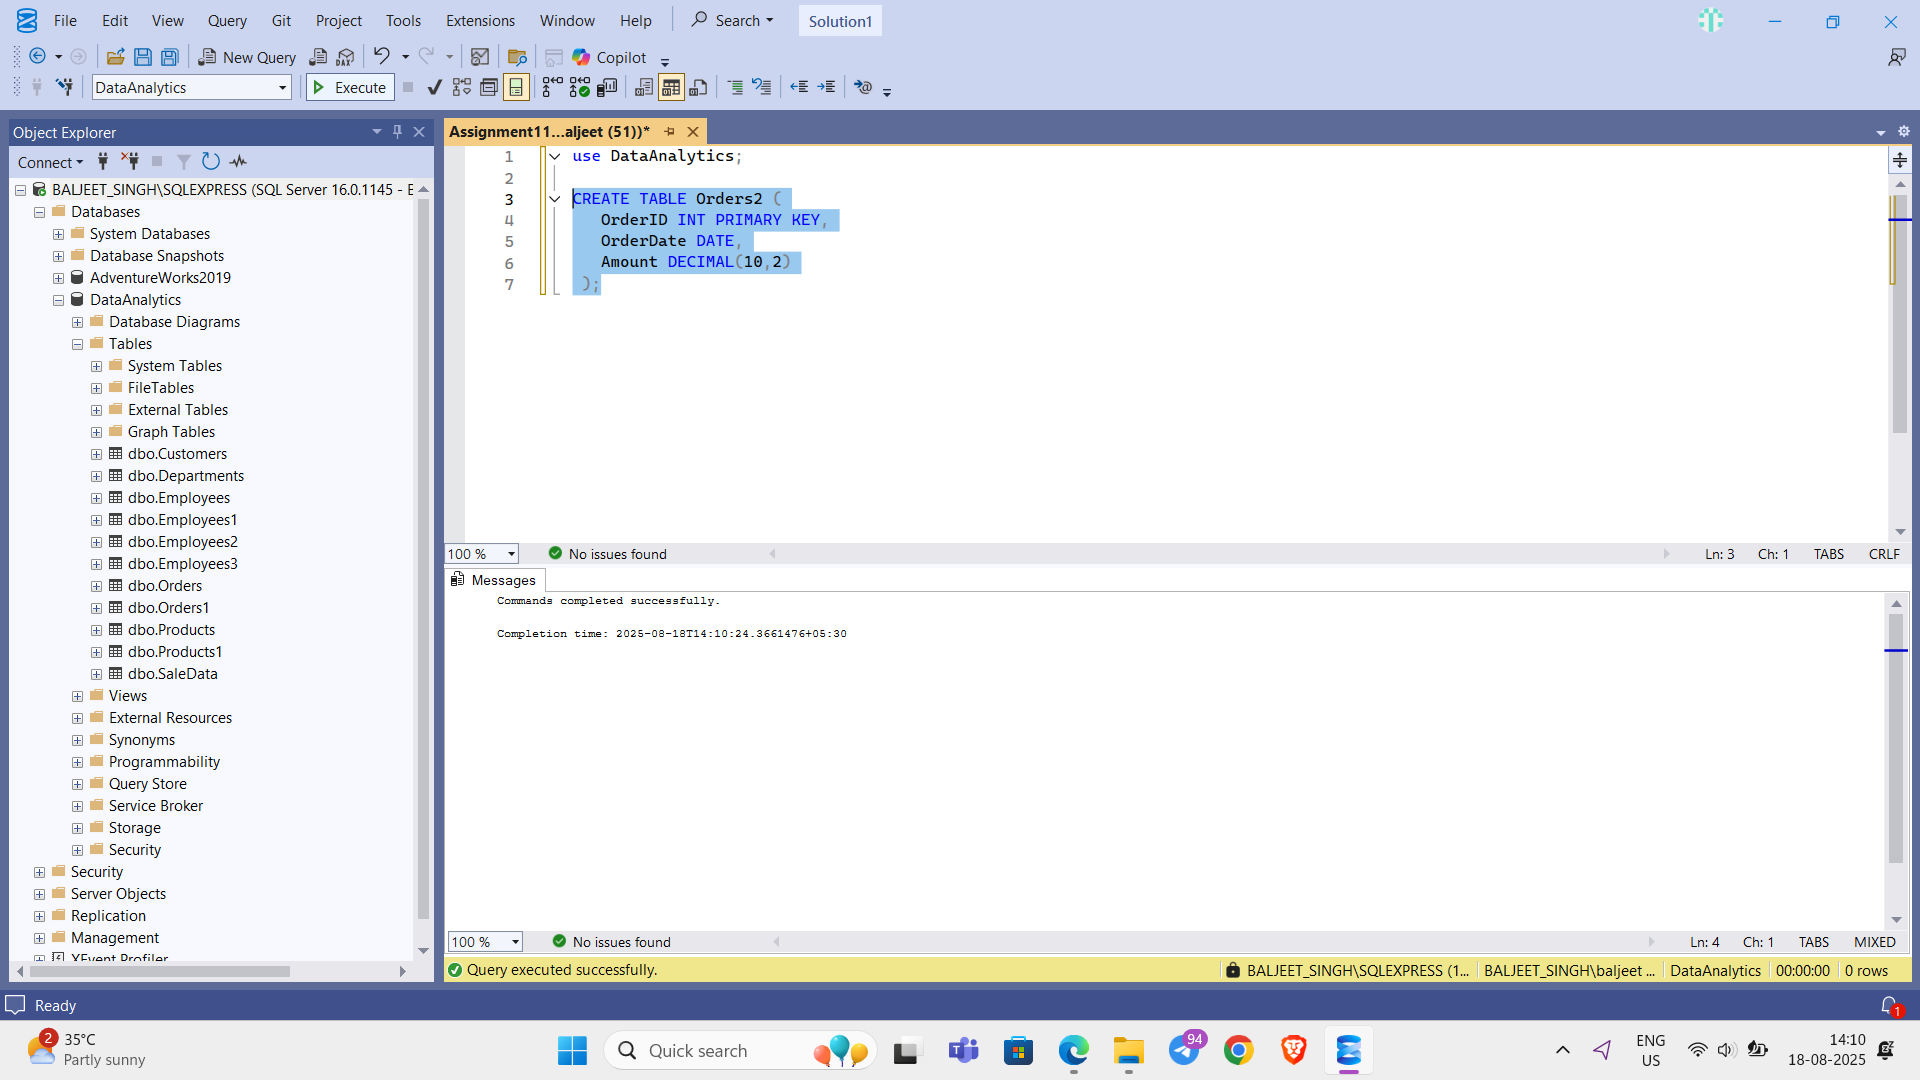 File Edit View Query Git Project Tools Extensions Window Help Search Solution1
New Query DAX Copilot
DataAnalytics Execute
Object Explorer
Connect
BALJEET_SINGH\SQLEXPRESS (SQL Server 16.0.1145 - E
Databases
System Databases
Database Snapshots
AdventureWorks2019
DataAnalytics
Database Diagrams
Tables
System Tables
FileTables
External Tables
Graph Tables
dbo.Customers
dbo.Departments
dbo.Employees
dbo.Employees1
dbo.Employees2
dbo.Employees3
dbo.Orders
dbo.Orders1
dbo.Products
dbo.Products1
dbo.SaleData
Views
External Resources
Synonyms
Programmability
Query Store
Service Broker
Storage
Security
Security
Server Objects
Replication
Management
XEvent Profiler
Assignment11...aljeet (51))*
1 use DataAnalytics;
2
3 CREATE TABLE Orders2 (
4 OrderID INT PRIMARY KEY,
5 OrderDate DATE,
6 Amount DECIMAL(10,2)
7 );
100 % No issues found Ln: 3 Ch: 1 TABS CRLF
Messages
Commands completed successfully.
Completion time: 2025-08-18T14:10:24.3661476+05:30
100 % No issues found Ln: 4 Ch: 1 TABS MIXED
Query executed successfully. BALJEET_SINGH\SQLEXPRESS (1... BALJEET_SINGH\baljeet ... DataAnalytics 00:00:00 0 rows
Ready 1
2 35°C
Partly sunny
Quick search
94
ENG
US
14:10
18-08-2025